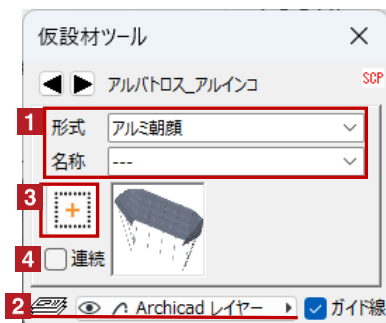 仮設材ツール
アルバトロス_アルインコ
SCP
1
形式 アルミ朝顔
名称 ---
3
4 連続
2 Archicad レイヤー ガイド線